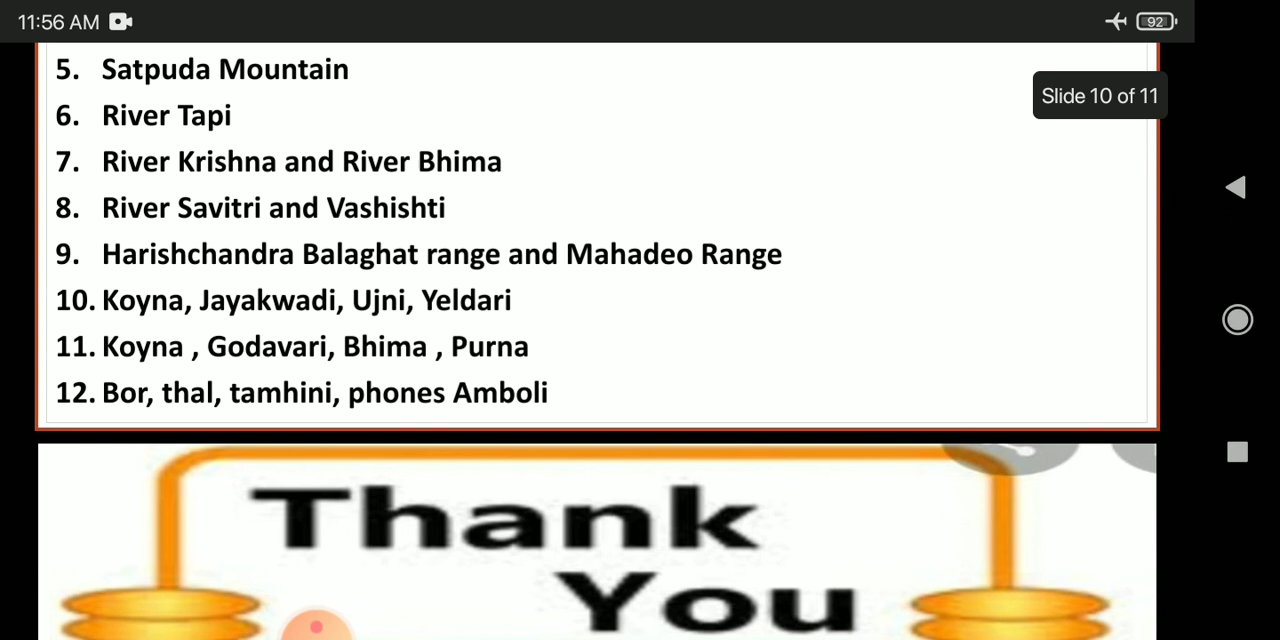 11:56 AM
92
5. Satpuda Mountain
Slide 10 of 11
6. River Tapi
7. River Krishna and River Bhima
8. River Savitri and Vashishti
9. Harishchandra Balaghat range and Mahadeo Range
10. Koyna, Jayakwadi, Ujni, Yeldari
11. Koyna , Godavari, Bhima , Purna
12. Bor, thal, tamhini, phones Amboli
Thank
You